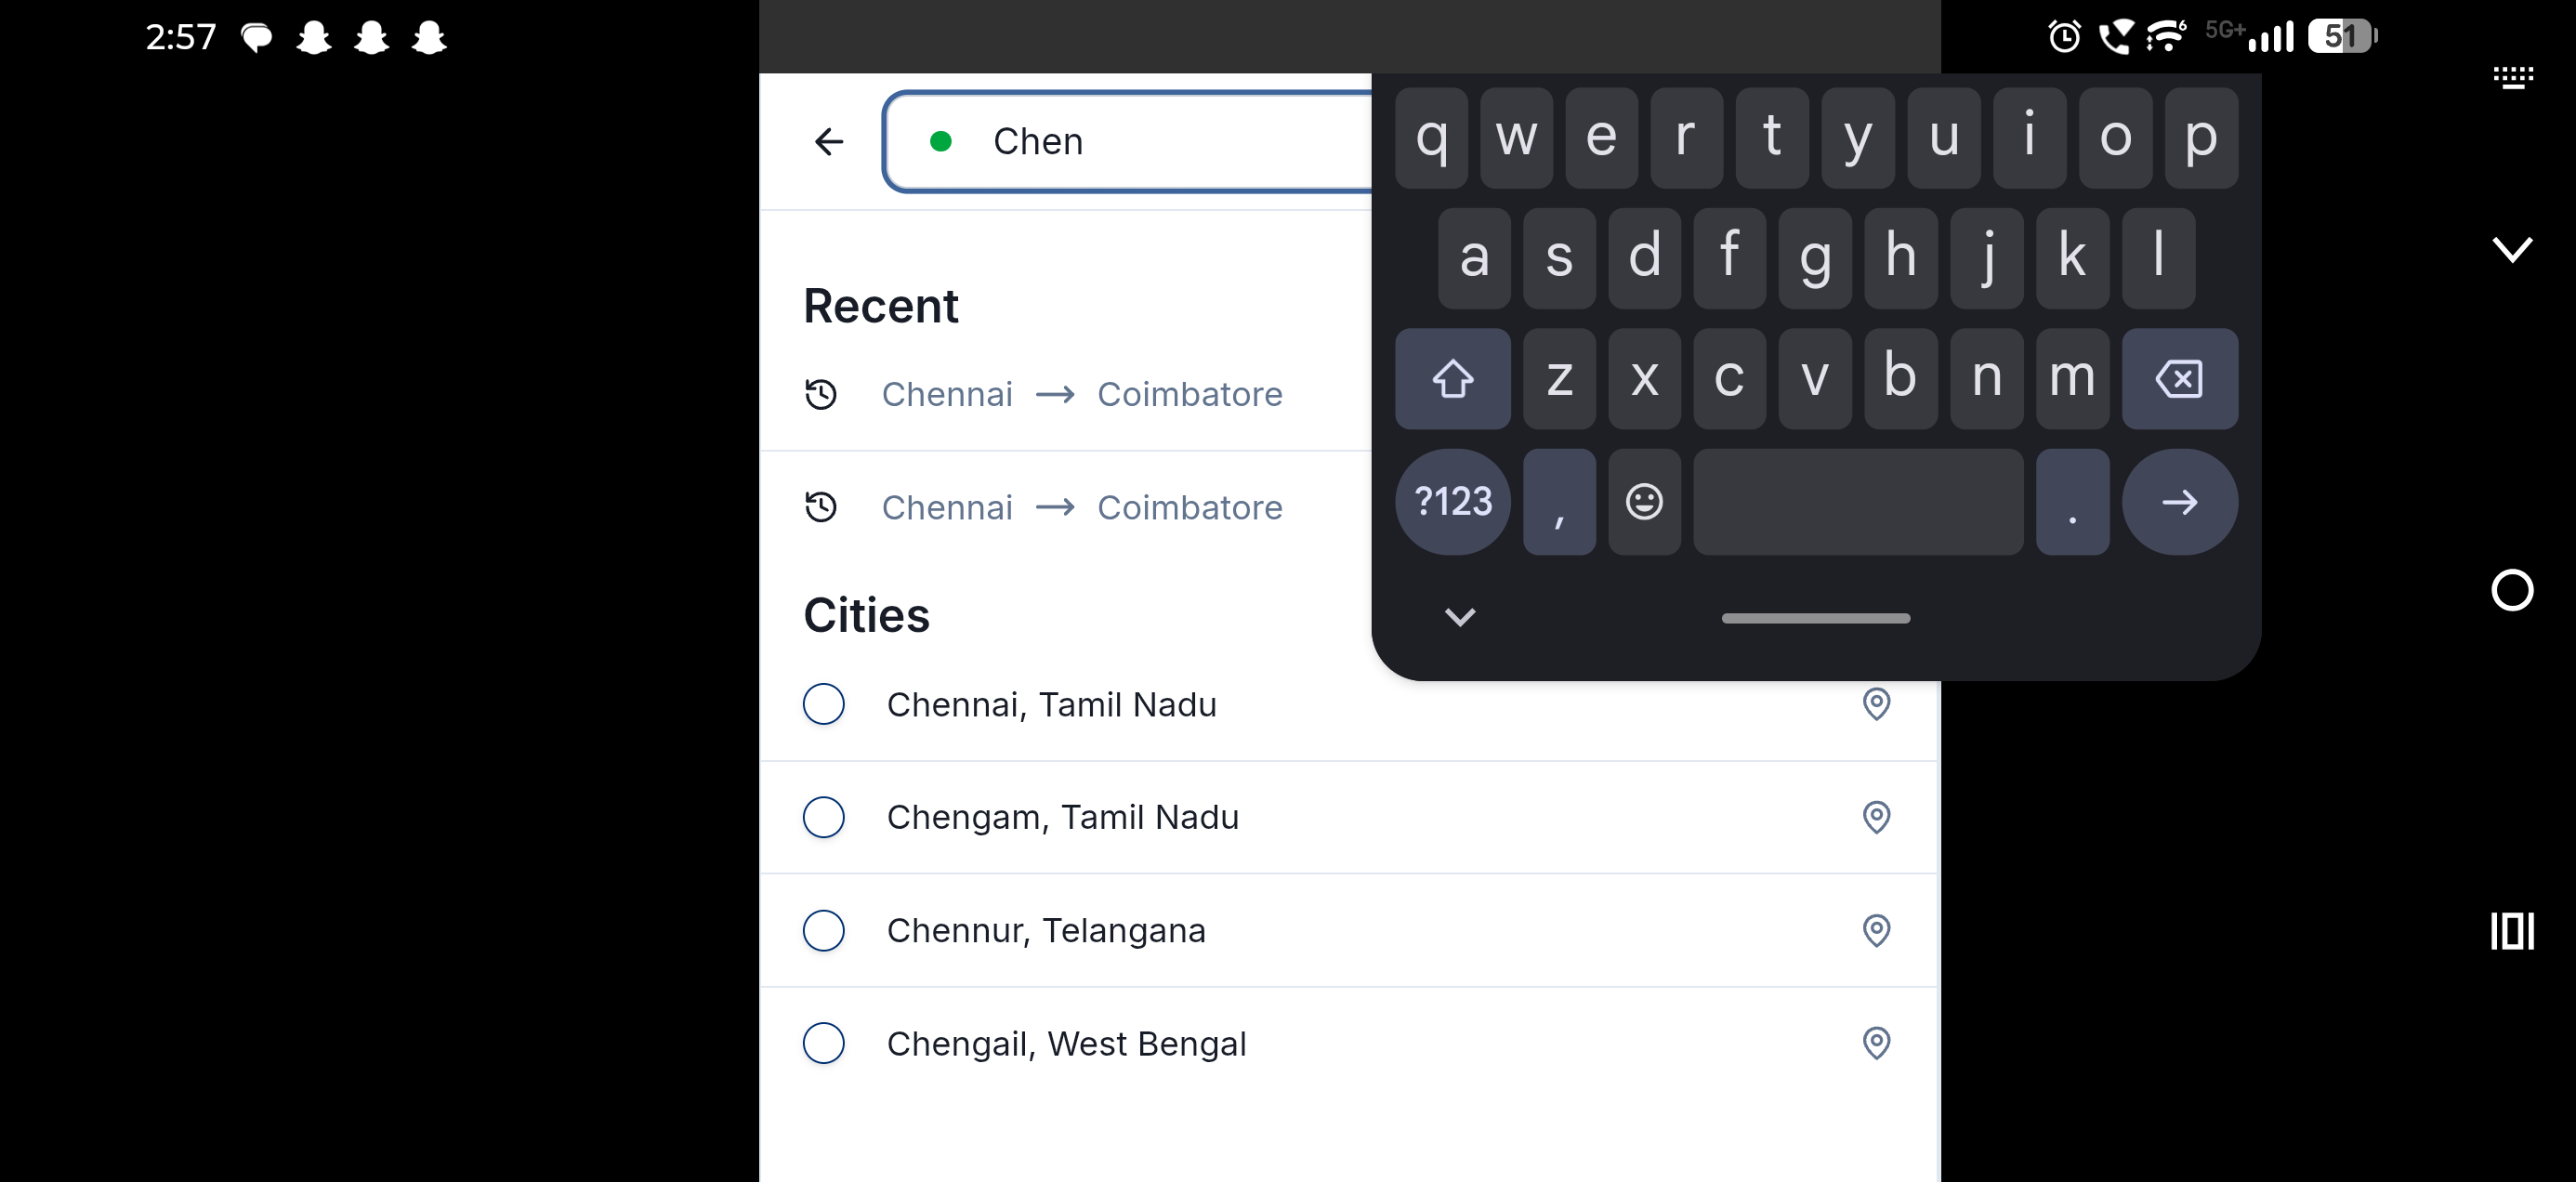 2:57
5G+ 51
Chen
Recent
Chennai → Coimbatore
Chennai → Coimbatore
Cities
Chennai, Tamil Nadu
Chengam, Tamil Nadu
Chennur, Telangana
Chengail, West Bengal
q w e r t y u i o p
a s d f g h j k l
z x c v b n m
?123 , .